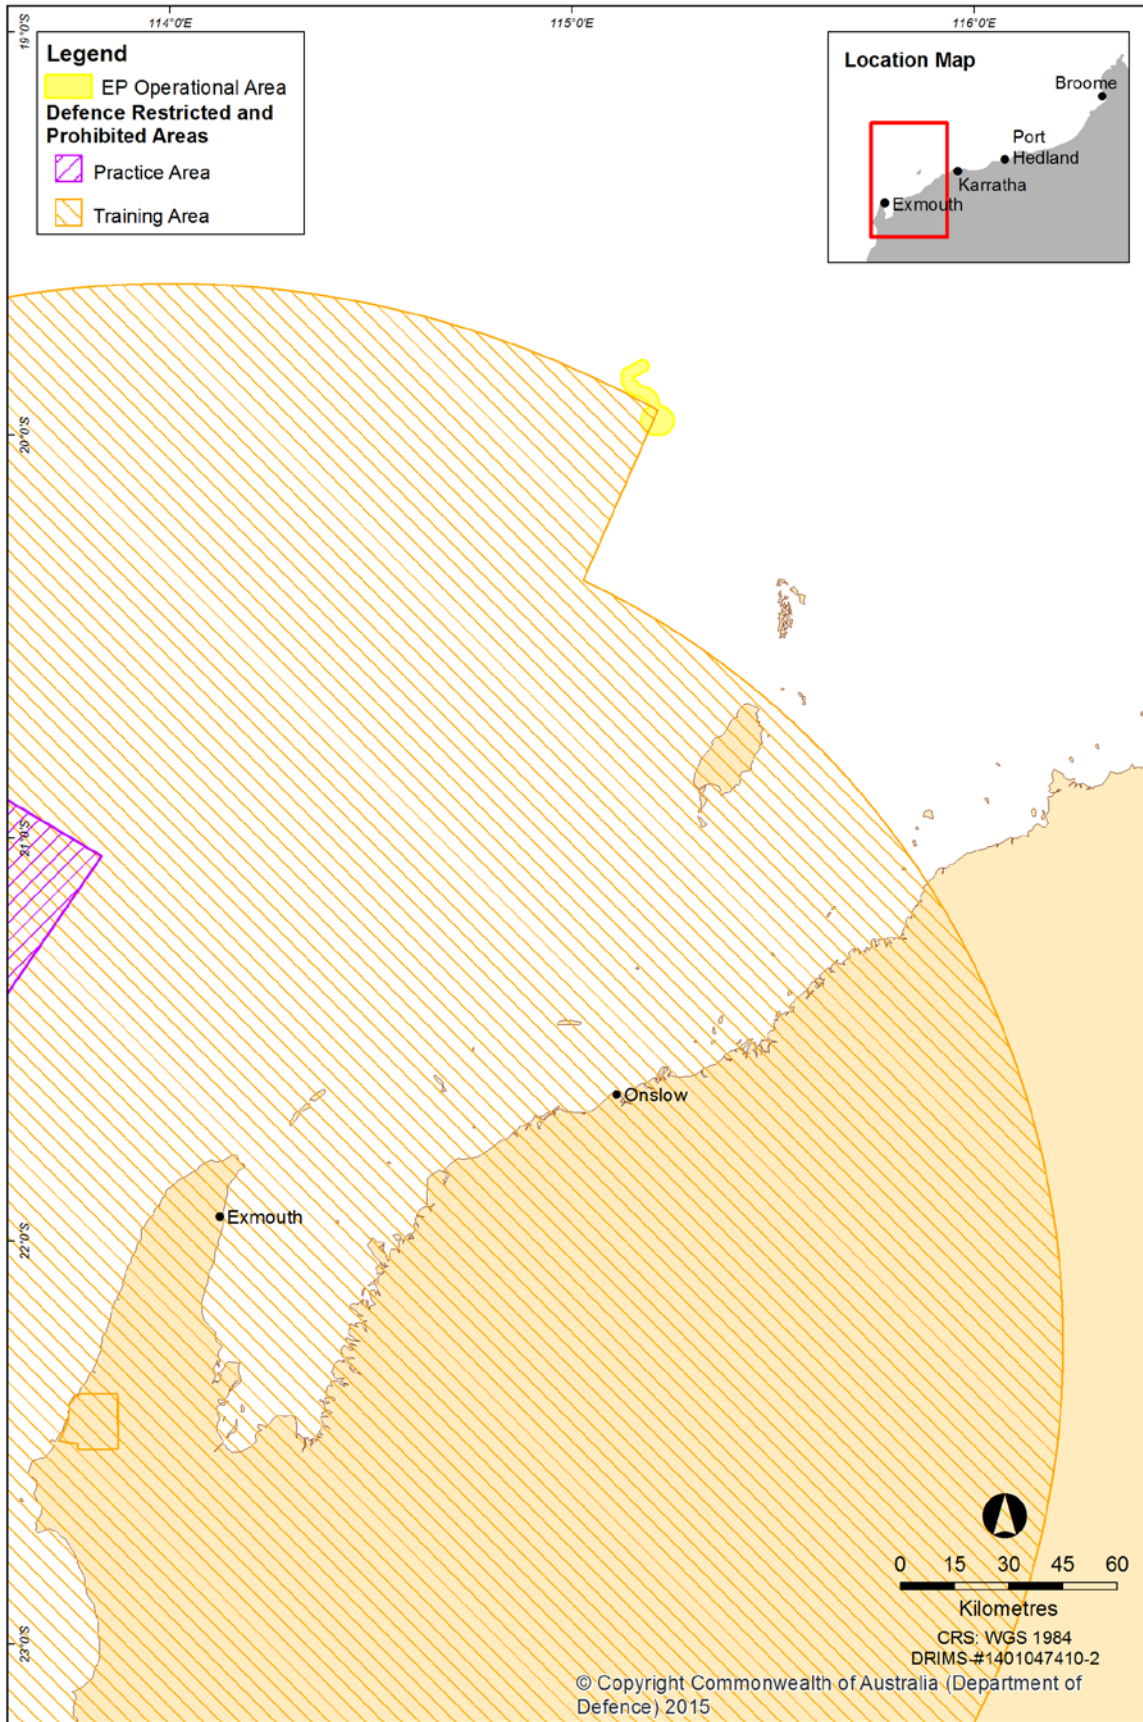 114°0'E
115°0'E
116°0'E
19°0'S
Legend
EP Operational Area
Defence Restricted and
Prohibited Areas
Practice Area
Training Area
Location Map
Broome
Port
Hedland
Karratha
Exmouth
20°0'S
21°0'S
Onslow
Exmouth
22°0'S
0 15 30 45 60
Kilometres
CRS: WGS 1984
DRIMS-#1401047410-2
23°0'S
© Copyright Commonwealth of Australia (Department of
Defence) 2015